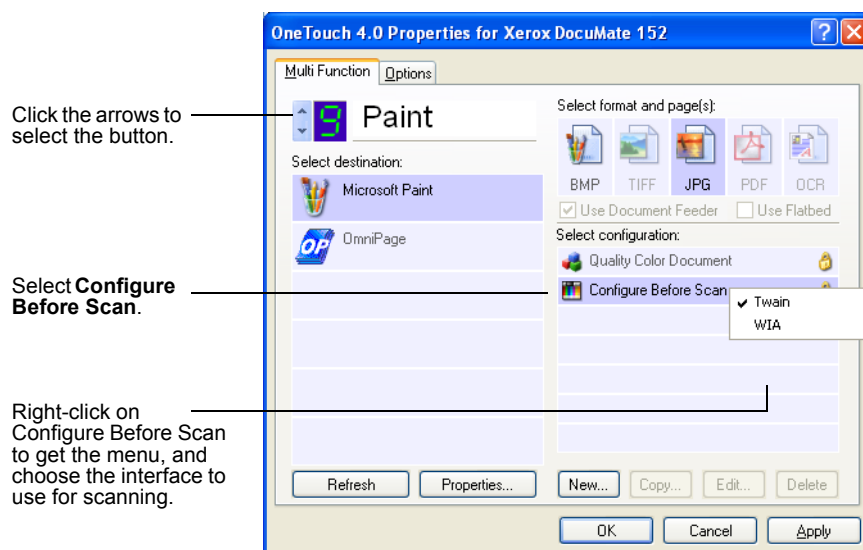 OneTouch 4.0 Properties for Xerox DocuMate 152
Multi Function Options
Click the arrows to
select the button.
9 Paint
Select destination:
Microsoft Paint
OmniPage
Select format and page(s):
BMP TIFF JPG PDF OCR
Use Document Feeder Use Flatbed
Select configuration:
Quality Color Document
Configure Before Scan
Twain
WIA
Select Configure
Before Scan.
Right-click on
Configure Before Scan
to get the menu, and
choose the interface to
use for scanning.
Refresh Properties... New... Copy... Edit... Delete
OK Cancel Apply